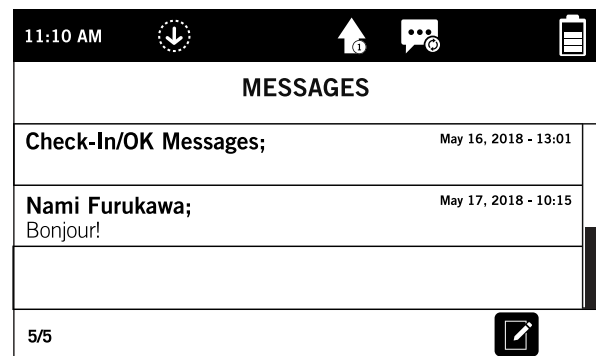 11:10 AM
1
MESSAGES
Check-In/OK Messages;
May 16, 2018 - 13:01
Nami Furukawa;
May 17, 2018 - 10:15
Bonjour!
5/5